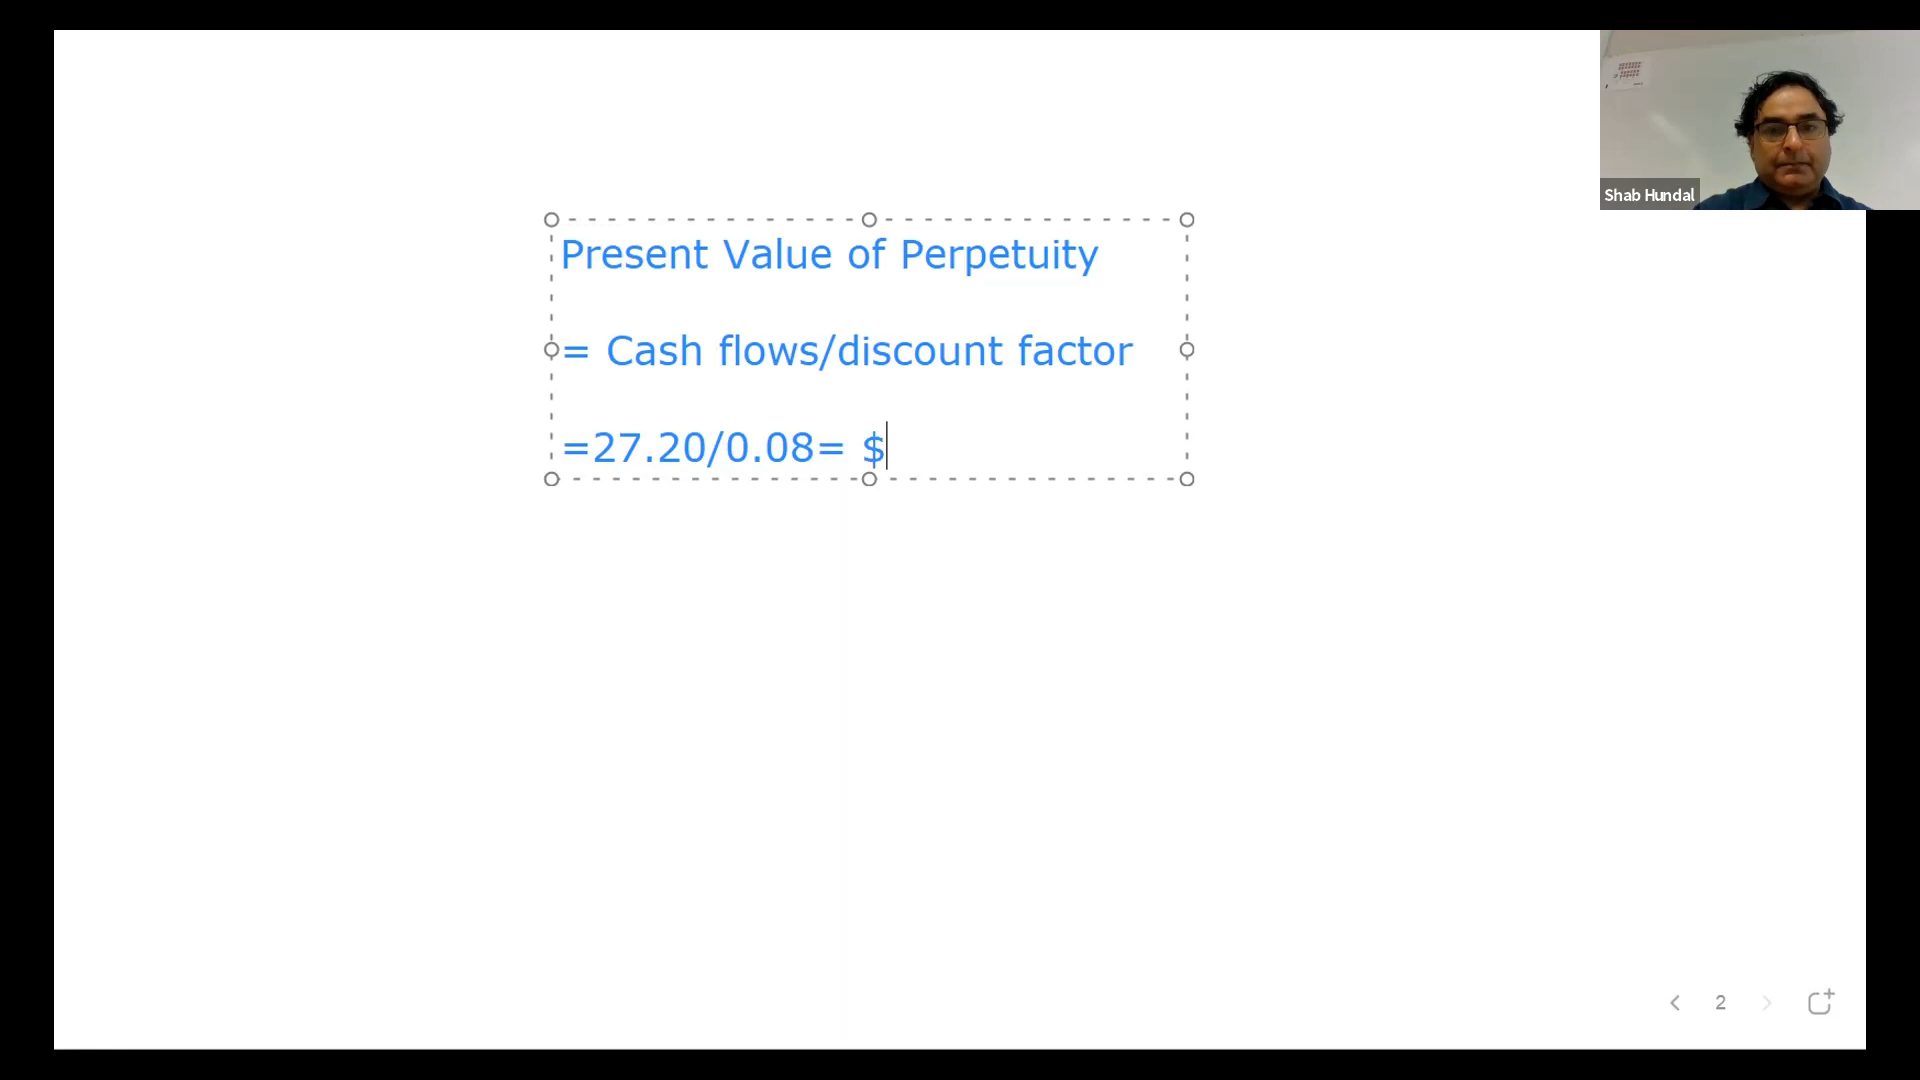 Shab Hundal
Present Value of Perpetuity
= Cash flows/discount factor
=27.20/0.08= $
2